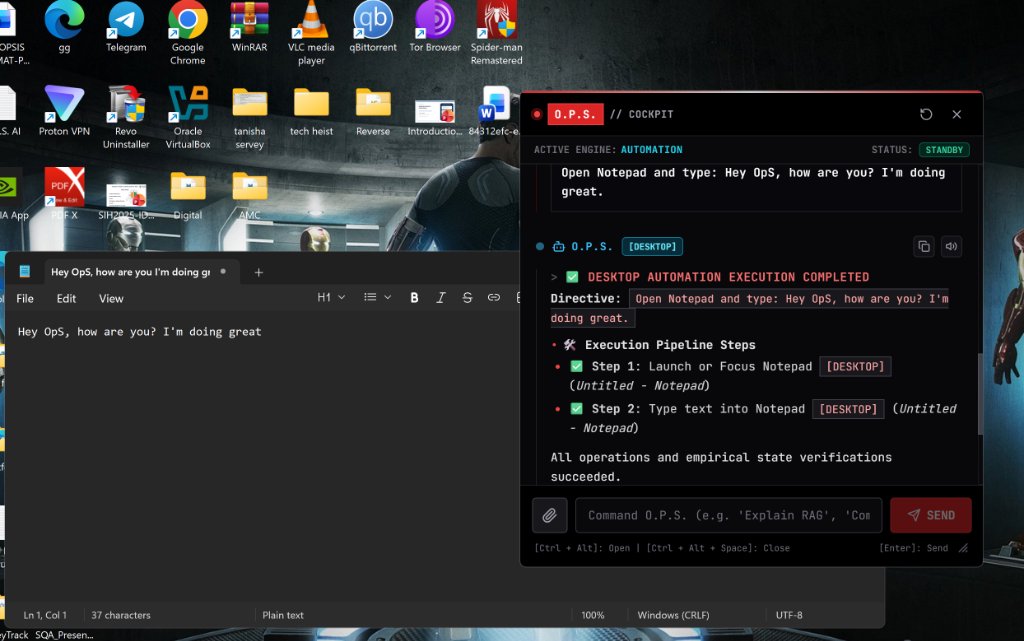 OPSIS
MAT-P...
gg
Telegram
Google
Chrome
WinRAR
VLC media
player
qBittorrent
Tor Browser
Spider-man
Remastered
.S. AI
Proton VPN
Revo
Uninstaller
Oracle
VirtualBox
tanisha
servey
tech heist
Reverse
Introductio...
84312efc-e...
IA App
PDF X
SIH2025-ID...
Digital
AMC
O.P.S. // COCKPIT
ACTIVE ENGINE: AUTOMATION
STATUS: STANDBY
Open Notepad and type: Hey OpS, how are you? I'm doing
great.
O.P.S. [DESKTOP]
> ✅ DESKTOP AUTOMATION EXECUTION COMPLETED
Directive: Open Notepad and type: Hey OpS, how are you? I'm
doing great.
• 🛠 Execution Pipeline Steps
• ✅ Step 1: Launch or Focus Notepad [DESKTOP]
(Untitled - Notepad)
• ✅ Step 2: Type text into Notepad [DESKTOP] (Untitled
- Notepad)
All operations and empirical state verifications
succeeded.
Command O.P.S. (e.g. 'Explain RAG', 'Com
SEND
[Ctrl + Alt]: Open | [Ctrl + Alt + Space]: Close
[Enter]: Send
Hey OpS, how are you I'm doing gr
File Edit View
H1
B I S
Hey OpS, how are you? I'm doing great
Ln 1, Col 1
37 characters
Plain text
100%
Windows (CRLF)
UTF-8
eyTrack
SQA_Presen...